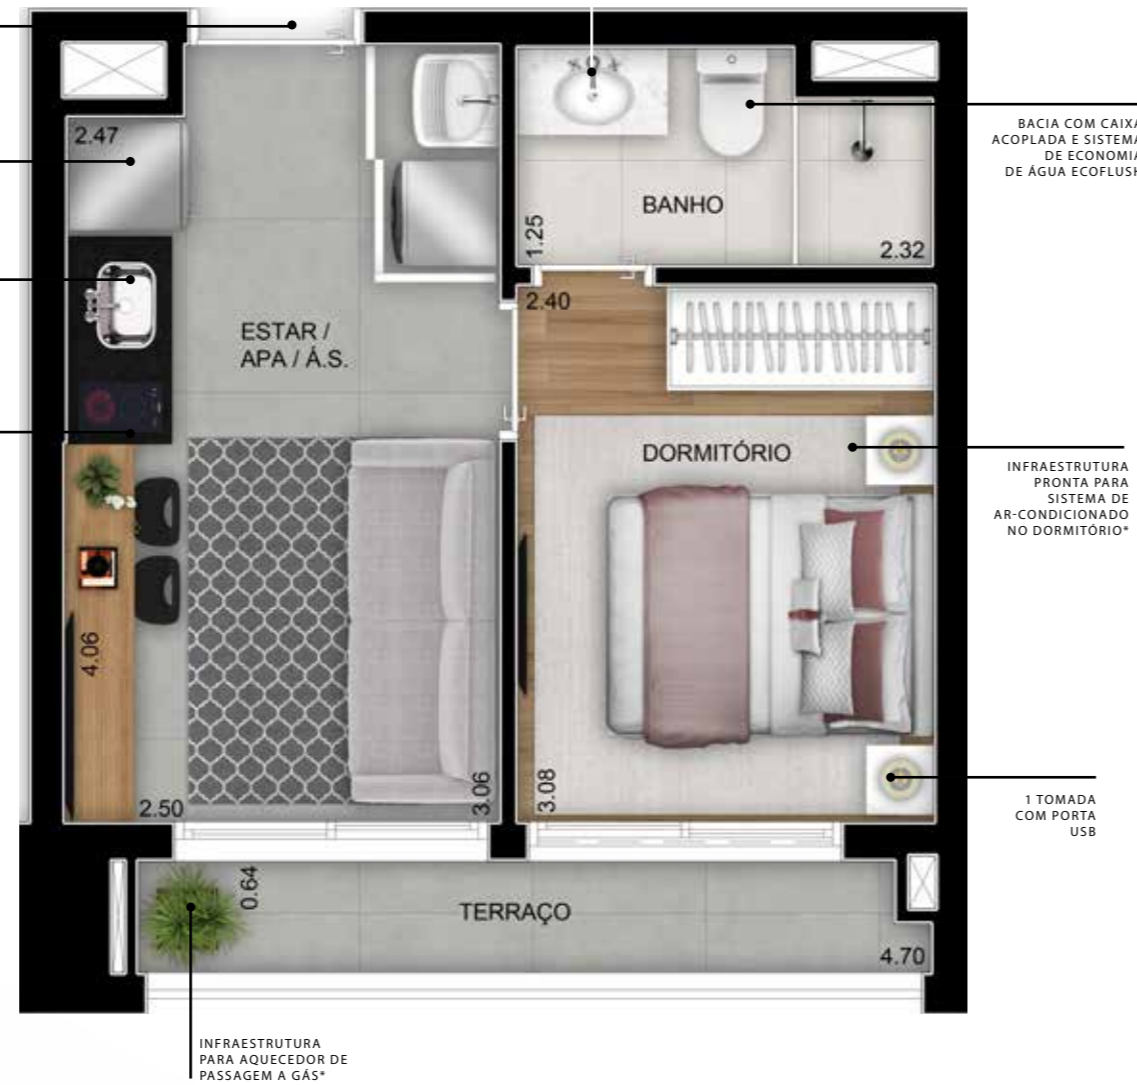 BACIA COM CAIXA
ACOPLADA E SISTEMA
DE ECONOMIA
DE ÁGUA ECOFLUSH
2.47
BANHO
1.25
2.32
2.40
ESTAR /
APA / Á.S.
DORMITÓRIO
INFRAESTRUTURA
PRONTA PARA
SISTEMA DE
AR-CONDICIONADO
NO DORMITÓRIO*
4.06
2.50
3.06
3.08
1 TOMADA
COM PORTA
USB
0.64
TERRAÇO
4.70
INFRAESTRUTURA
PARA AQUECEDOR DE
PASSAGEM A GÁS*